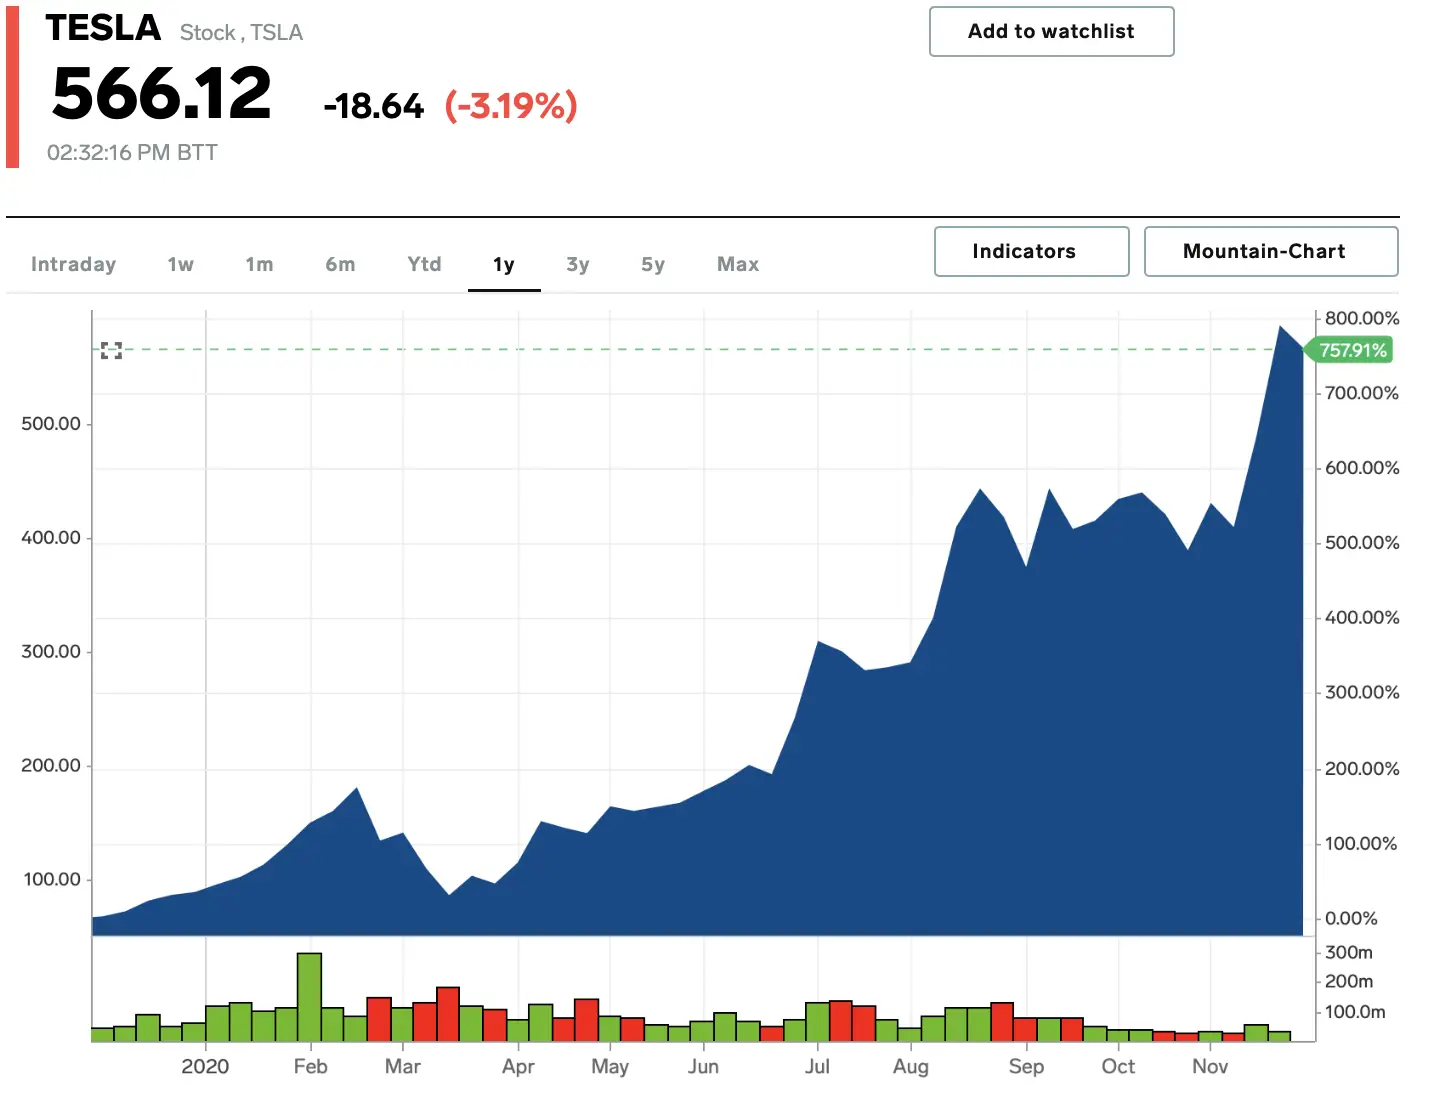 TESLA Stock , TSLA
Add to watchlist
566.12 -18.64 (-3.19%)
02:32:16 PM BTT
Intraday 1w 1m 6m Ytd 1y 3y 5y Max
Indicators Mountain-Chart
800.00%
757.91%
700.00%
500.00
600.00%
400.00
500.00%
400.00%
300.00
300.00%
200.00
200.00%
100.00%
100.00
0.00%
300m
200m
100.0m
2020 Feb Mar Apr May Jun Jul Aug Sep Oct Nov